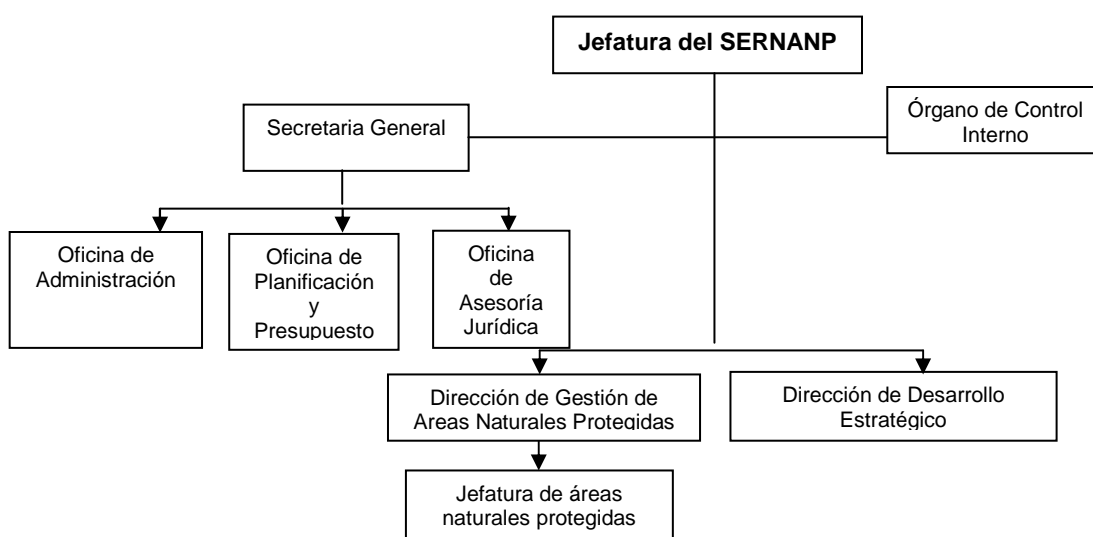 Jefatura del SERNANP
Órgano de Control
Interno
Secretaria General
Oficina de
Administración
Oficina de
Planificación
y
Presupuesto
Oficina
de
Asesoría
Jurídica
Dirección de Gestión de
Areas Naturales Protegidas
Dirección de Desarrollo
Estratégico
Jefatura de áreas
naturales protegidas